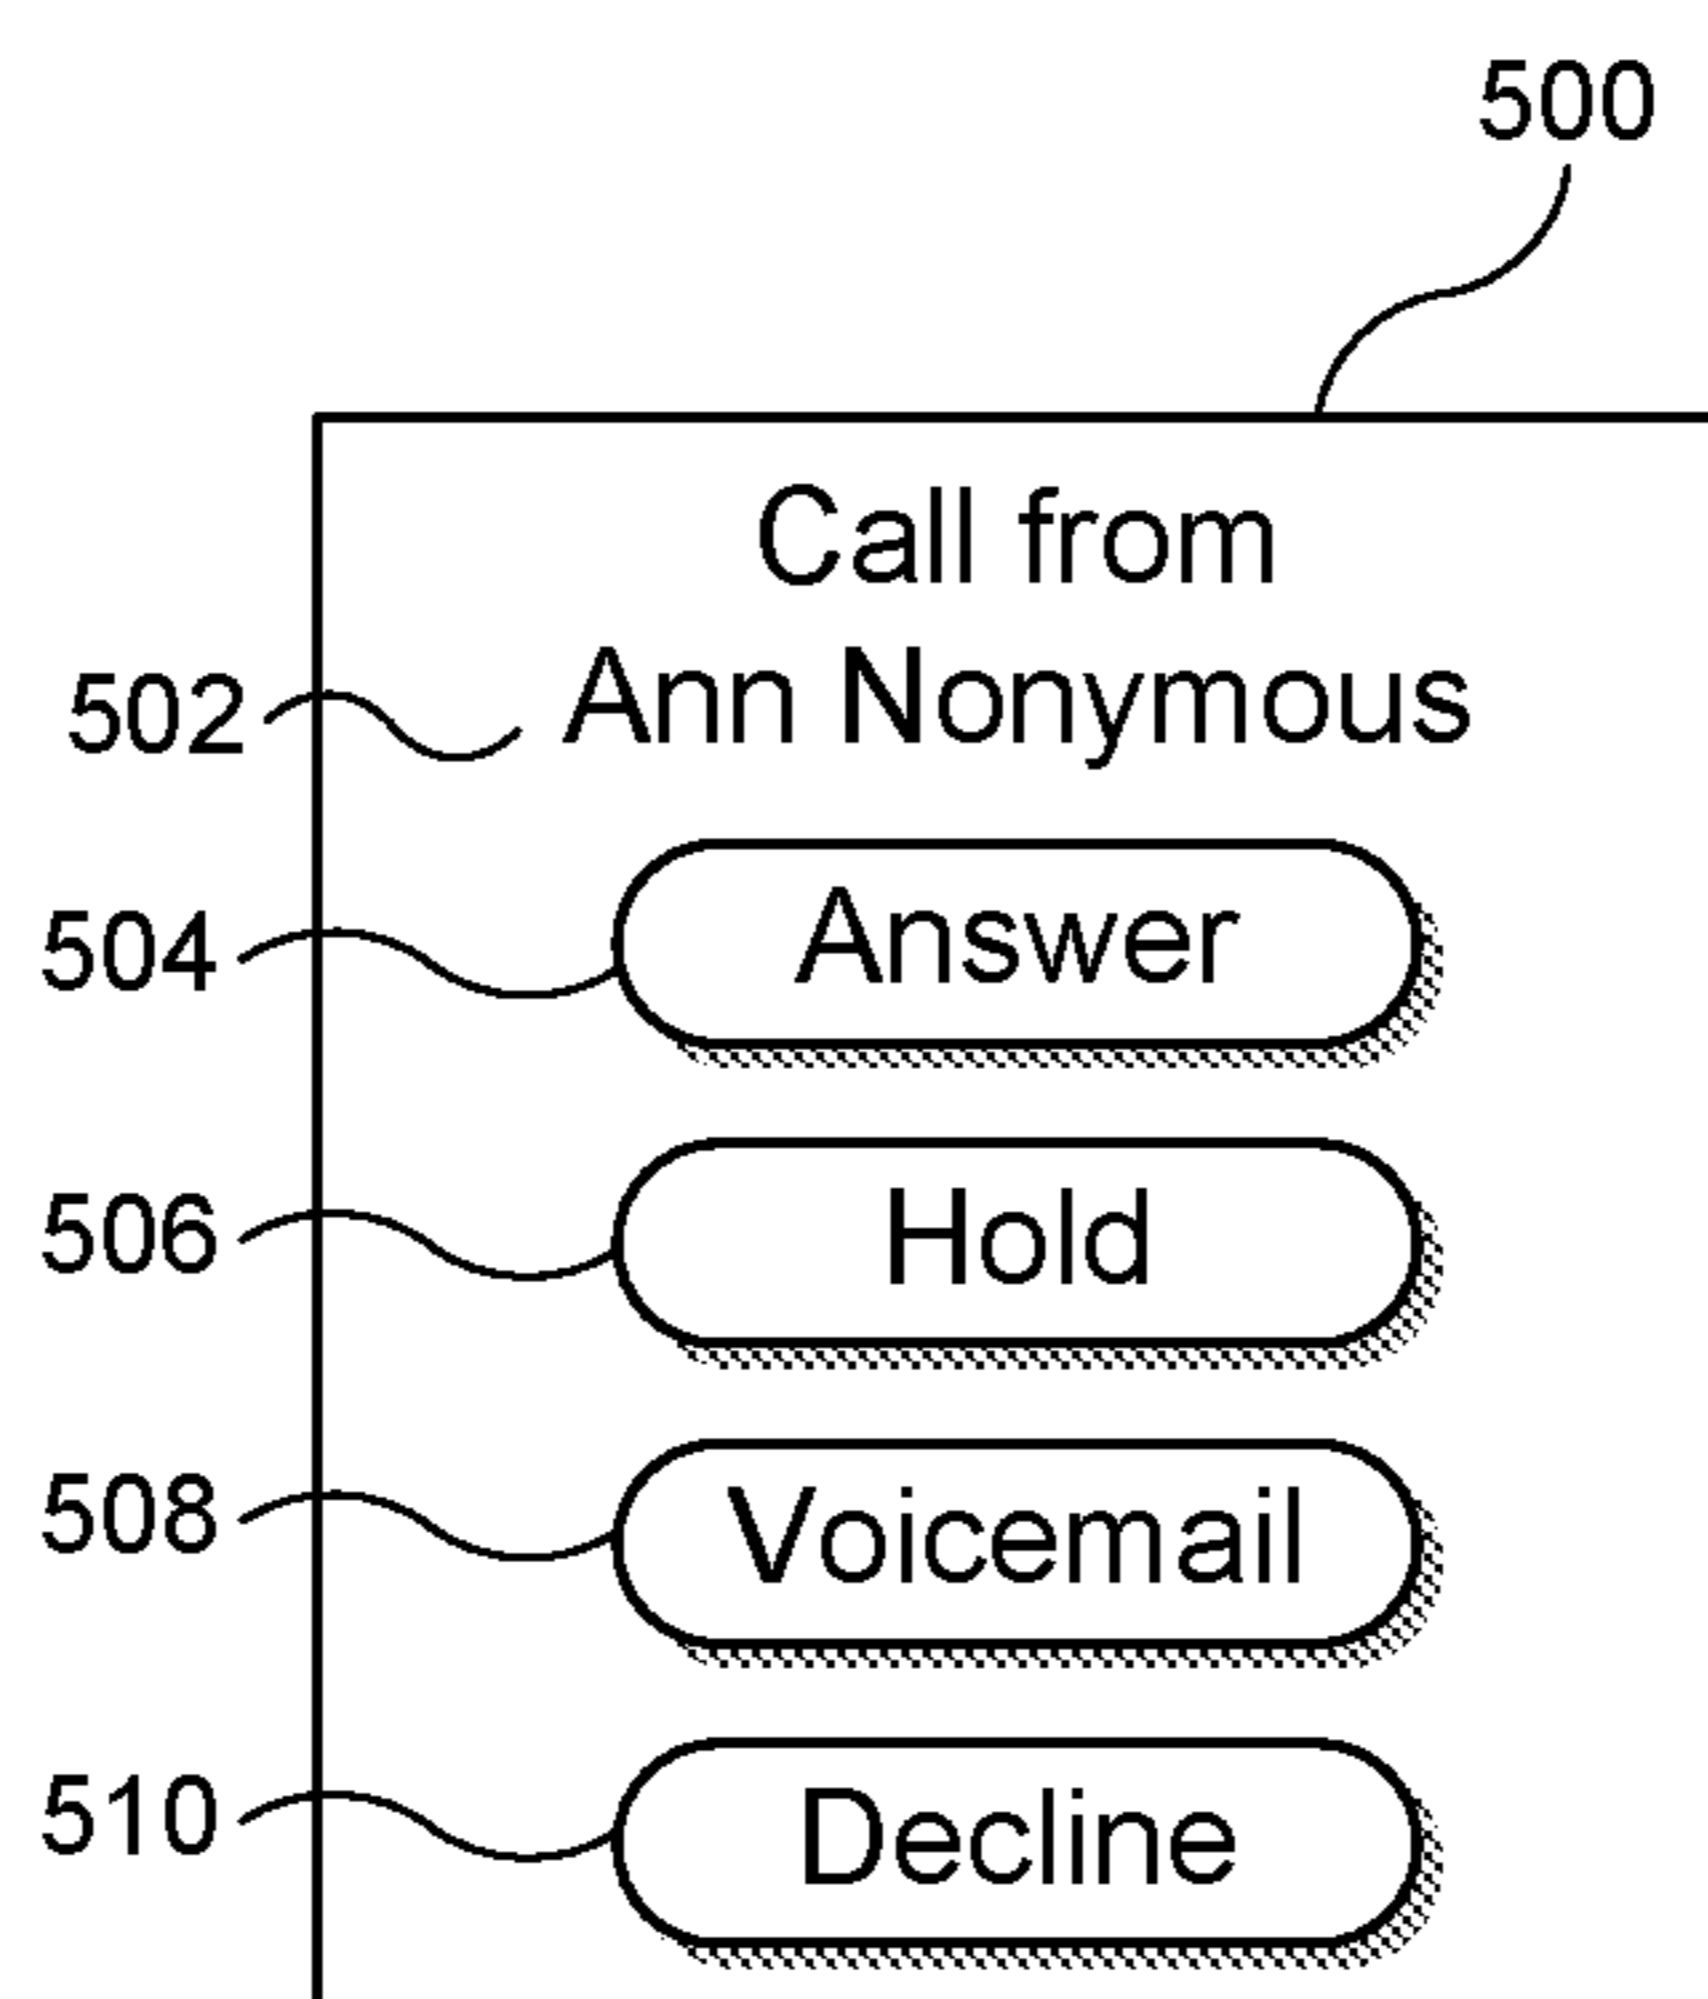 500
Call from
502 Ann Nonymous
504 Answer
506 Hold
508 Voicemail
510 Decline